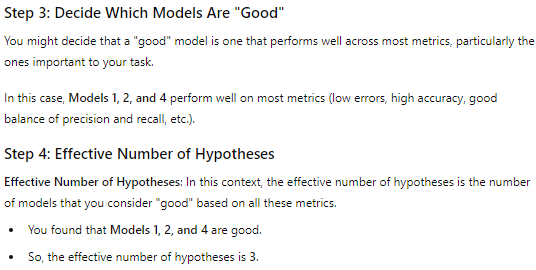 Step 3: Decide Which Models Are "Good"
You might decide that a "good" model is one that performs well across most metrics, particularly the
ones important to your task.
In this case, Models 1, 2, and 4 perform well on most metrics (low errors, high accuracy, good
balance of precision and recall, etc.).
Step 4: Effective Number of Hypotheses
Effective Number of Hypotheses: In this context, the effective number of hypotheses is the number
of models that you consider "good" based on all these metrics.
• You found that Models 1, 2, and 4 are good.
• So, the effective number of hypotheses is 3.